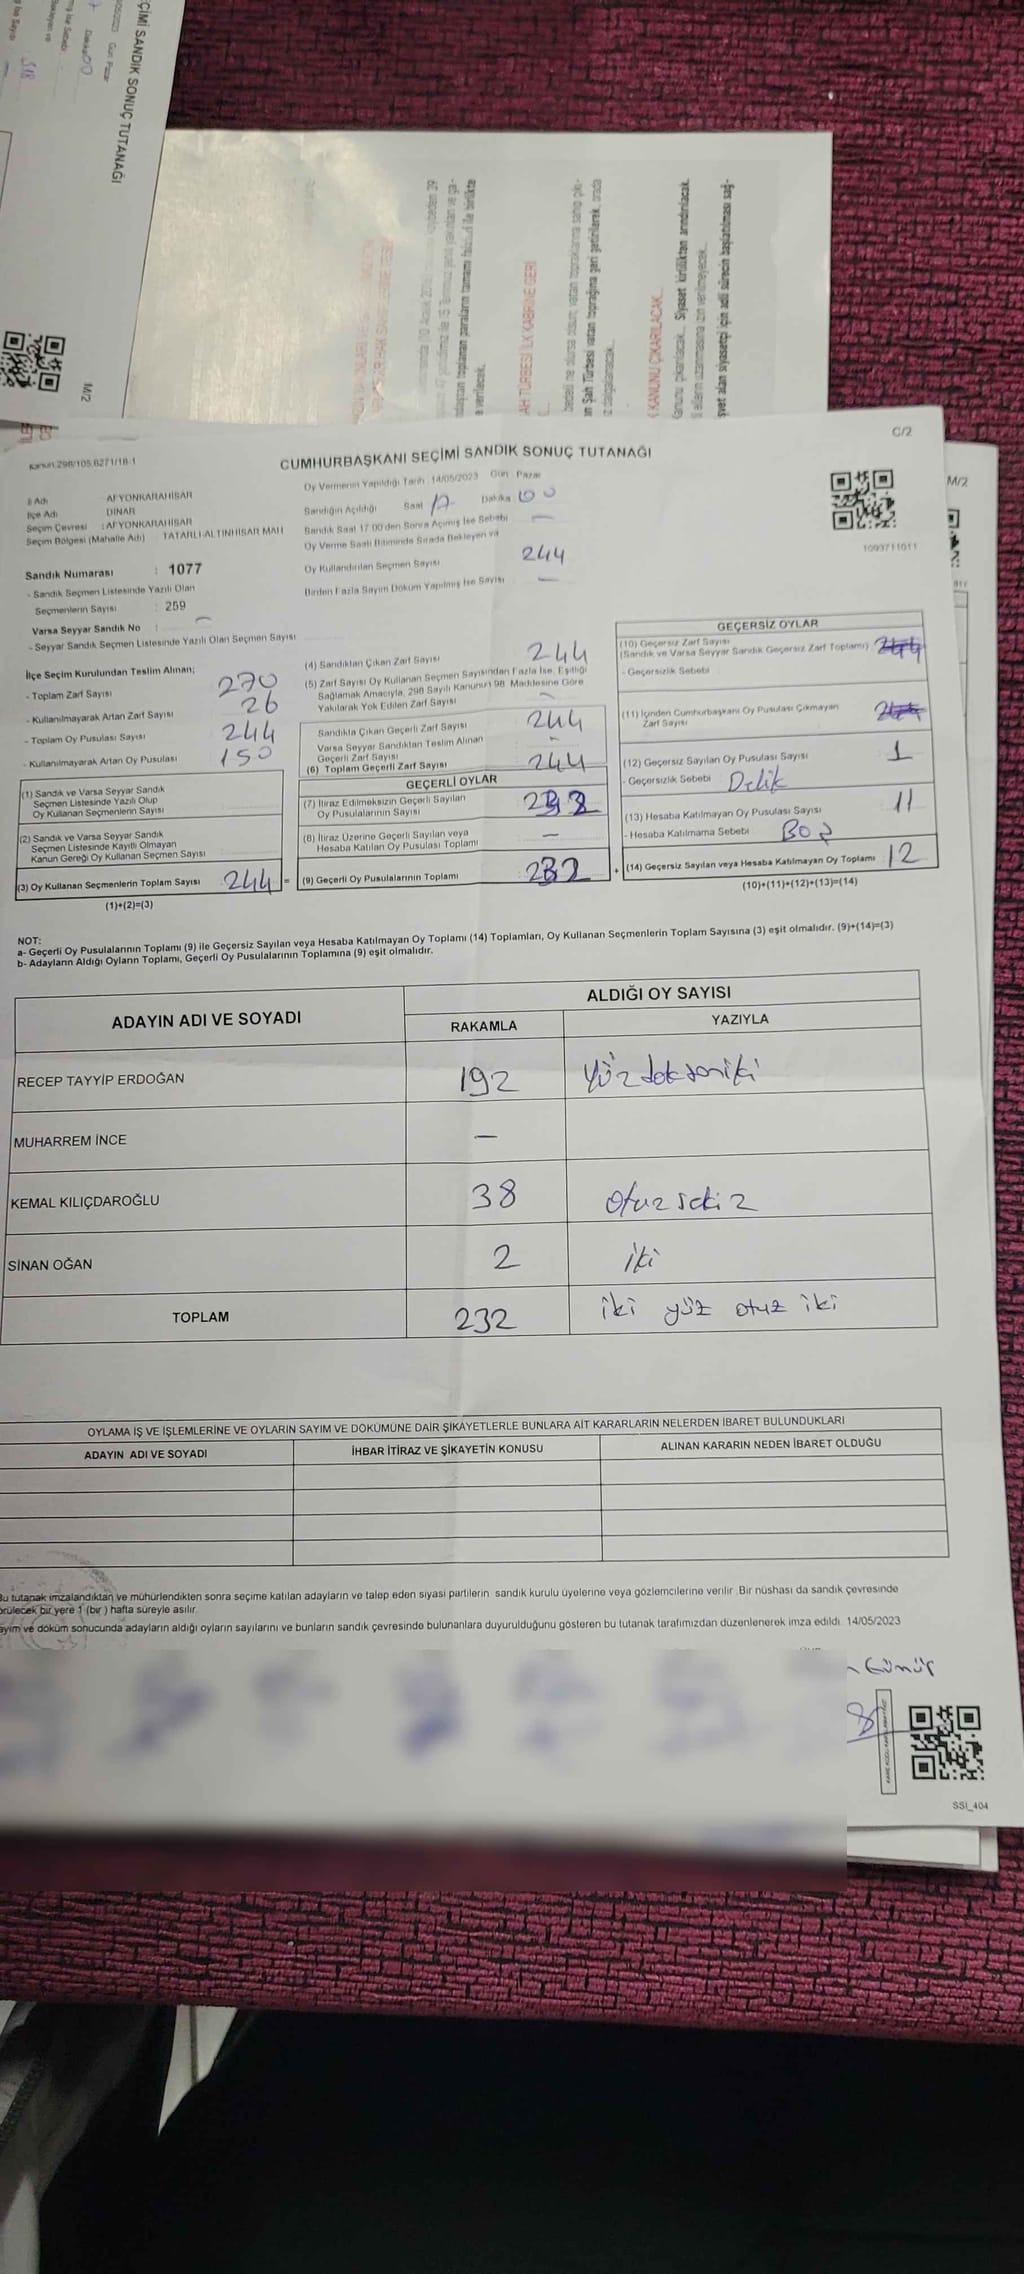 ÇİMİ SANDIK SONUÇ TUTANAĞI
M/2
AH TÜRBESİ İLK KABRİNE GERİ
KANUNU ÇIKARILACAK...
kanunu çıkarılacak... Siyaset kirlilikten arındırılacak.
C/2
Kanun:298/105,6271/18-1
CUMHURBAŞKANI SEÇİMİ SANDIK SONUÇ TUTANAĞI
M/2
İli Adı : AFYONKARAHİSAR
İlçe Adı : DİNAR
Seçim Çevresi : AFYONKARAHİSAR
Seçim Bölgesi (Mahalle Adı) : TATARLI-ALTINHİSAR MAH
Oy Vermenin Yapıldığı Tarih :14/05/2023 Gün : Pazar
Sandığın Açıldığı Saat 17 Dakika 00
Sandık Saat 17:00'den Sonra Açmış İse Sebebi —
Oy Verme Saati Bitiminde Sırada Bekleyen ve
Oy Kullandırılan Seçmen Sayısı 244
Birden Fazla Sayım Döküm Yapılmış İse Sayısı —
1093711011
Sandık Numarası : 1077
- Sandık Seçmen Listesinde Yazılı Olan
Seçmenlerin Sayısı : 259
Varsa Seyyar Sandık No : —
- Seyyar Sandık Seçmen Listesinde Yazılı Olan Seçmen Sayısı
İlçe Seçim Kurulundan Teslim Alınan;
- Toplam Zarf Sayısı 270
- Kullanılmayarak Artan Zarf Sayısı 26
- Toplam Oy Pusulası Sayısı 244
- Kullanılmayarak Artan Oy Pusulası 150
(1) Sandık ve Varsa Seyyar Sandık
Seçmen Listesinde Yazılı Olup
Oy Kullanan Seçmenlerin Sayısı
(2) Sandık ve Varsa Seyyar Sandık
Seçmen Listesinde Kayıtlı Olmayan
Kanun Gereği Oy Kullanan Seçmen Sayısı
(3) Oy Kullanan Seçmenlerin Toplam Sayısı 244 =
(1)+(2)=(3)
(4) Sandıktan Çıkan Zarf Sayısı 244
(5) Zarf Sayısı Oy Kullanan Seçmen Sayısından Fazla İse, Eşitliği
Sağlamak Amacıyla, 298 Sayılı Kanunun 98. Maddesine Göre
Yakılarak Yok Edilen Zarf Sayısı —
Sandıkta Çıkan Geçerli Zarf Sayısı 244
Varsa Seyyar Sandıktan Teslim Alınan
Geçerli Zarf Sayısı —
(6) Toplam Geçerli Zarf Sayısı 244
GEÇERLİ OYLAR
(7) İtiraz Edilmeksizin Geçerli Sayılan
Oy Pusulalarının Sayısı 232
(8) İtiraz Üzerine Geçerli Sayılan veya
Hesaba Katılan Oy Pusulası Toplamı —
(9) Geçerli Oy Pusulalarının Toplamı 232 +
GEÇERSİZ OYLAR
(10) Geçersiz Zarf Sayısı
(Sandık ve Varsa Seyyar Sandık Geçersiz Zarf Toplamı) 244
- Geçersizlik Sebebi
(11) İçinden Cumhurbaşkanı Oy Pusulası Çıkmayan
Zarf Sayısı
(12) Geçersiz Sayılan Oy Pusulası Sayısı 1
- Geçersizlik Sebebi Delik
(13) Hesaba Katılmayan Oy Pusulası Sayısı 11
- Hesaba Katılmama Sebebi Boş
(14) Geçersiz Sayılan veya Hesaba Katılmayan Oy Toplamı 12
(10)+(11)+(12)+(13)=(14)
NOT:
a- Geçerli Oy Pusulalarının Toplamı (9) ile Geçersiz Sayılan veya Hesaba Katılmayan Oy Toplamı (14) Toplamları, Oy Kullanan Seçmenlerin Toplam Sayısına (3) eşit olmalıdır. (9)+(14)=(3)
b- Adayların Aldığı Oyların Toplamı, Geçerli Oy Pusulalarının Toplamına (9) eşit olmalıdır.
ADAYIN ADI VE SOYADI
ALDIĞI OY SAYISI
RAKAMLA YAZIYLA
RECEP TAYYİP ERDOĞAN 192 Yüz doksan iki
MUHARREM İNCE —
KEMAL KILIÇDAROĞLU 38 otuz sekiz
SİNAN OĞAN 2 iki
TOPLAM 232 iki yüz otuz iki
OYLAMA İŞ VE İŞLEMLERİNE VE OYLARIN SAYIM VE DÖKÜMÜNE DAİR ŞİKAYETLERLE BUNLARA AİT KARARLARIN NELERDEN İBARET BULUNDUKLARI
ADAYIN ADI VE SOYADI İHBAR İTİRAZ VE ŞİKAYETİN KONUSU ALINAN KARARIN NEDEN İBARET OLDUĞU
Bu tutanak imzalandıktan ve mühürlendikten sonra seçime katılan adayların ve talep eden siyasi partilerin sandık kurulu üyelerine veya gözlemcilerine verilir. Bir nüshası da sandık çevresinde
örülecek bir yere 1 (bir) hafta süreyle asılır.
ayım ve döküm sonucunda adayların aldığı oyların sayılarını ve bunların sandık çevresinde bulunanlara duyurulduğunu gösteren bu tutanak tarafımızdan düzenlenerek imza edildi. 14/05/2023
SSI_404